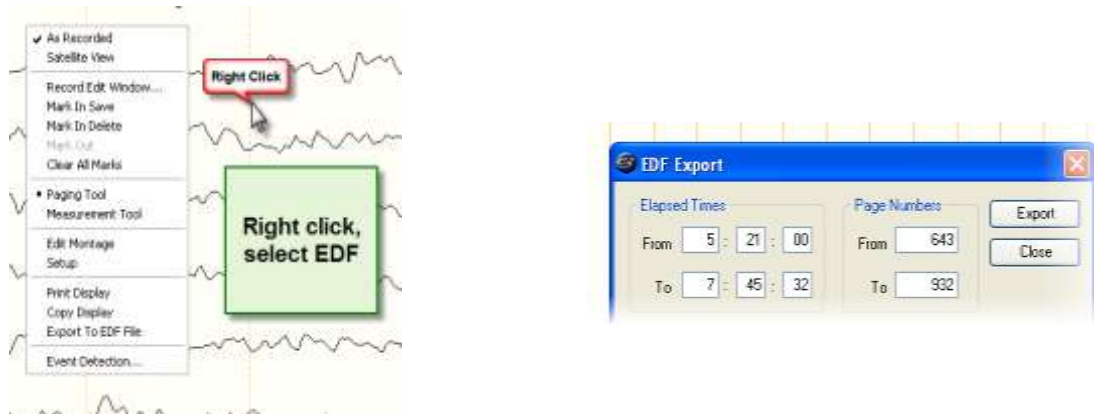 As Recorded
Satellite View
Record Edit Window....
Mark In Save
Mark In Delete
Mark Out
Clear All Marks
Paging Tool
Measurement Tool
Edit Montage
Setup
Print Display
Copy Display
Export To EDF File
Event Detection....
Right Click
Right click,
select EDF
EDF Export
Elapsed Times
From 5 : 21 : 00
To 7 : 45 : 32
Page Numbers
From 643
To 932
Export
Close